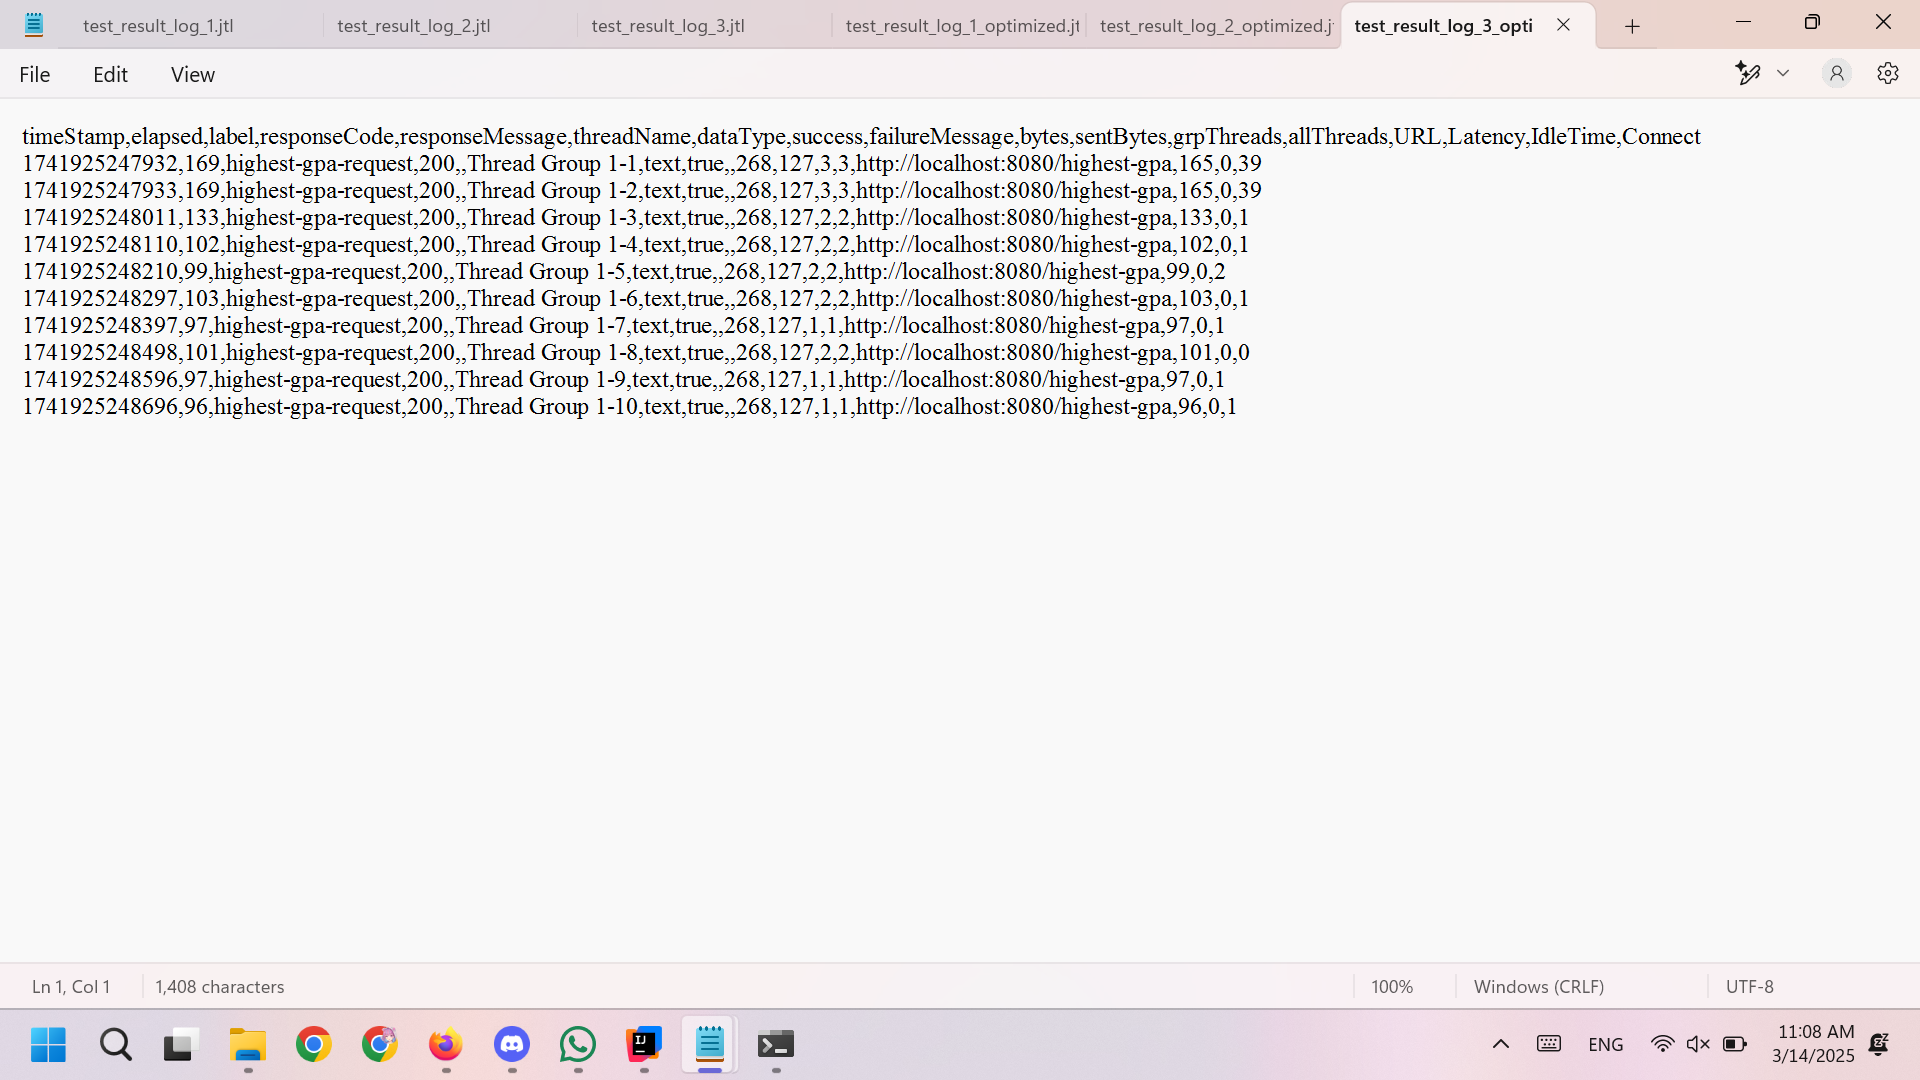 test_result_log_1.jtl
test_result_log_2.jtl
test_result_log_3.jtl
test_result_log_1_optimized.jt
test_result_log_2_optimized.j
test_result_log_3_opti
File
Edit
View
timeStamp,elapsed,label,responseCode,responseMessage,threadName,dataType,success,failureMessage,bytes,sentBytes,grpThreads,allThreads,URL,Latency,IdleTime,Connect
1741925247932,169,highest-gpa-request,200,,Thread Group 1-1,text,true,,268,127,3,3,http://localhost:8080/highest-gpa,165,0,39
1741925247933,169,highest-gpa-request,200,,Thread Group 1-2,text,true,,268,127,3,3,http://localhost:8080/highest-gpa,165,0,39
1741925248011,133,highest-gpa-request,200,,Thread Group 1-3,text,true,,268,127,2,2,http://localhost:8080/highest-gpa,133,0,1
1741925248110,102,highest-gpa-request,200,,Thread Group 1-4,text,true,,268,127,2,2,http://localhost:8080/highest-gpa,102,0,1
1741925248210,99,highest-gpa-request,200,,Thread Group 1-5,text,true,,268,127,2,2,http://localhost:8080/highest-gpa,99,0,2
1741925248297,103,highest-gpa-request,200,,Thread Group 1-6,text,true,,268,127,2,2,http://localhost:8080/highest-gpa,103,0,1
1741925248397,97,highest-gpa-request,200,,Thread Group 1-7,text,true,,268,127,1,1,http://localhost:8080/highest-gpa,97,0,1
1741925248498,101,highest-gpa-request,200,,Thread Group 1-8,text,true,,268,127,2,2,http://localhost:8080/highest-gpa,101,0,0
1741925248596,97,highest-gpa-request,200,,Thread Group 1-9,text,true,,268,127,1,1,http://localhost:8080/highest-gpa,97,0,1
1741925248696,96,highest-gpa-request,200,,Thread Group 1-10,text,true,,268,127,1,1,http://localhost:8080/highest-gpa,96,0,1
Ln 1, Col 1
1,408 characters
100%
Windows (CRLF)
UTF-8
IJ
ENG
11:08 AM
3/14/2025